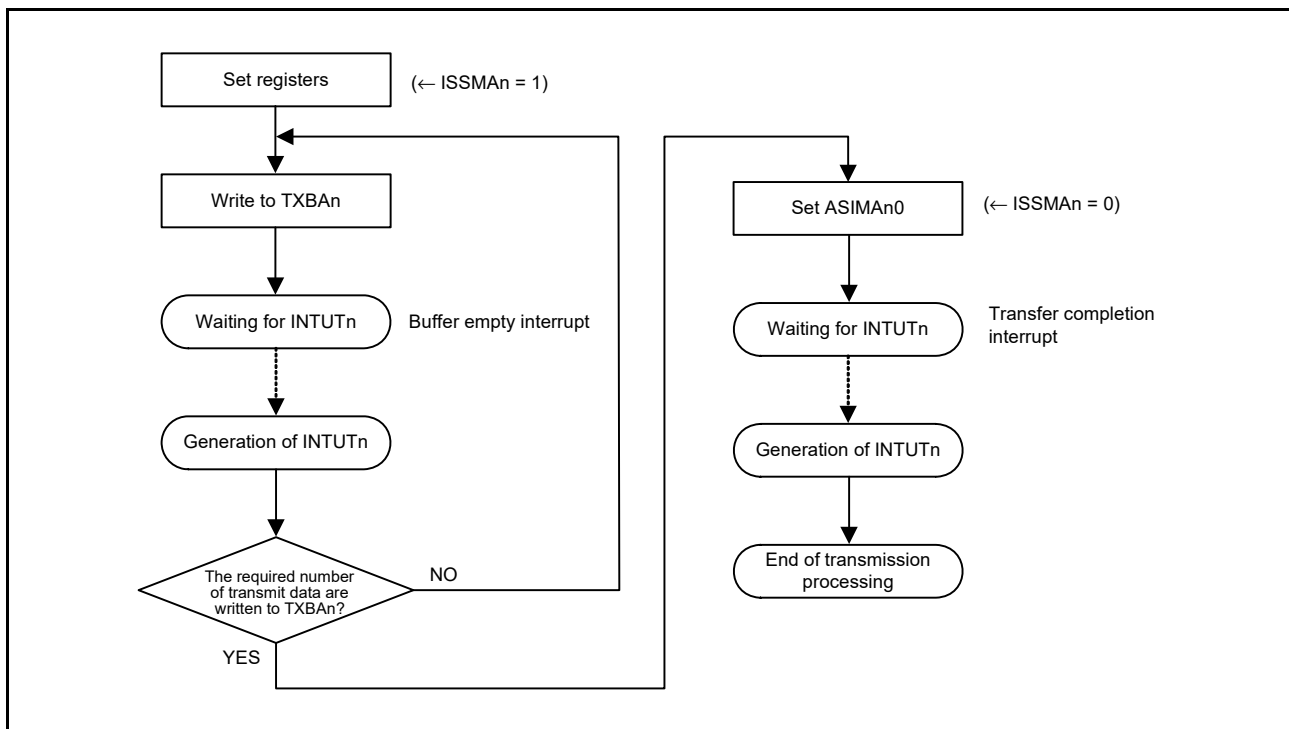 Set registers
(← ISSMAn = 1)
Write to TXBAn
Waiting for INTUTn
Buffer empty interrupt
Generation of INTUTn
The required number
of transmit data are
written to TXBAn?
NO
YES
Set ASIMAn0
(← ISSMAn = 0)
Waiting for INTUTn
Transfer completion
interrupt
Generation of INTUTn
End of transmission
processing